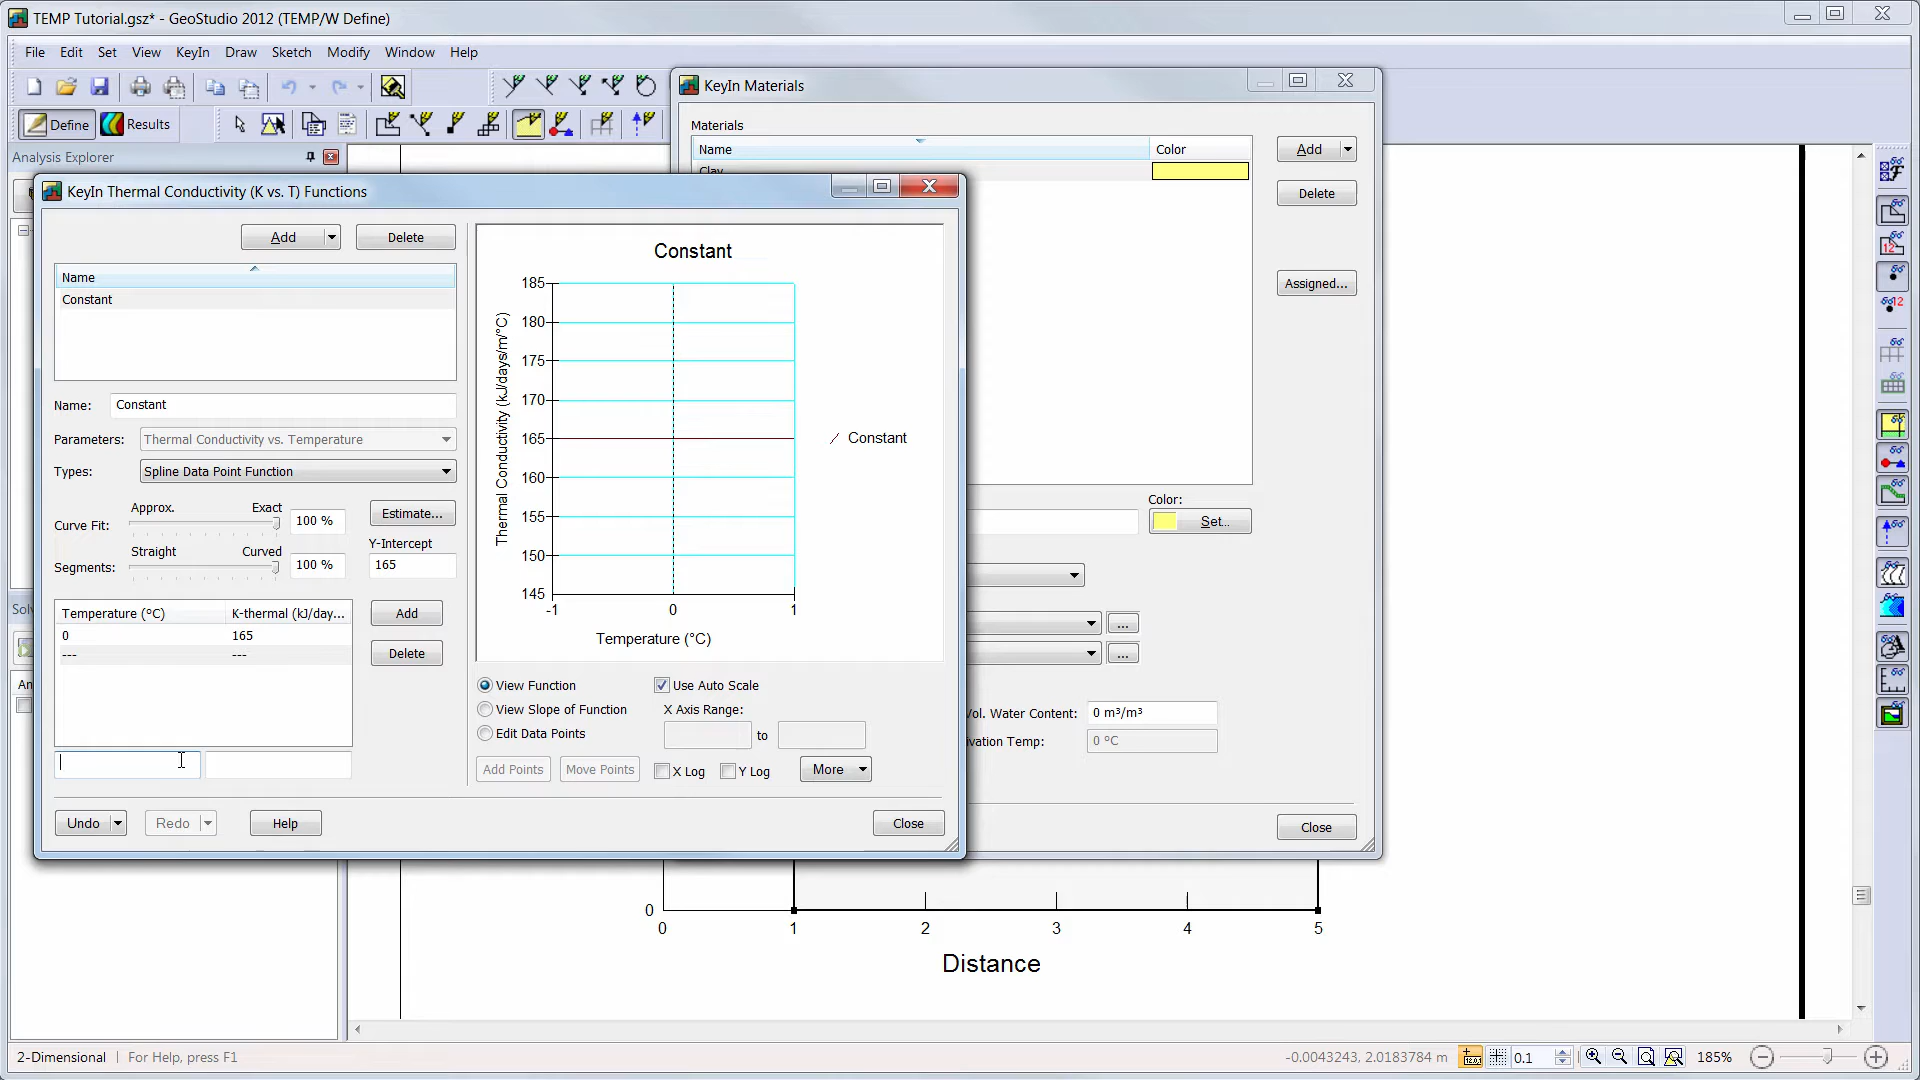 TEMP Tutorial.gsz* - GeoStudio 2012 (TEMP/W Define)
File Edit Set View KeyIn Draw Sketch Modify Window Help
Define Results
Analysis Explorer
KeyIn Materials
Materials
Name Color
Clay
Add
Delete
Assigned...
Color:
Set...
...
...
Vol. Water Content: 0 m³/m³
ivation Temp: 0 °C
Close
KeyIn Thermal Conductivity (K vs. T) Functions
Add Delete
Name
Constant
Name: Constant
Parameters: Thermal Conductivity vs. Temperature
Types: Spline Data Point Function
Approx. Exact
Curve Fit: 100 %
Estimate...
Straight Curved
Segments: 100 %
Y-Intercept
165
Temperature (°C) K-thermal (kJ/day...
0 165
--- ---
Add
Delete
Constant
Thermal Conductivity (kJ/days/m/°C)
185
180
175
170
165
160
155
150
145
-1 0 1
Temperature (°C)
Constant
View Function
View Slope of Function
Edit Data Points
Use Auto Scale
X Axis Range:
to
Add Points Move Points
X Log Y Log More
Undo Redo Help Close
Solv
An
0
0 1 2 3 4 5
Distance
12
12
2-Dimensional For Help, press F1
-0.0043243, 2.0183784 m
0.1
185%